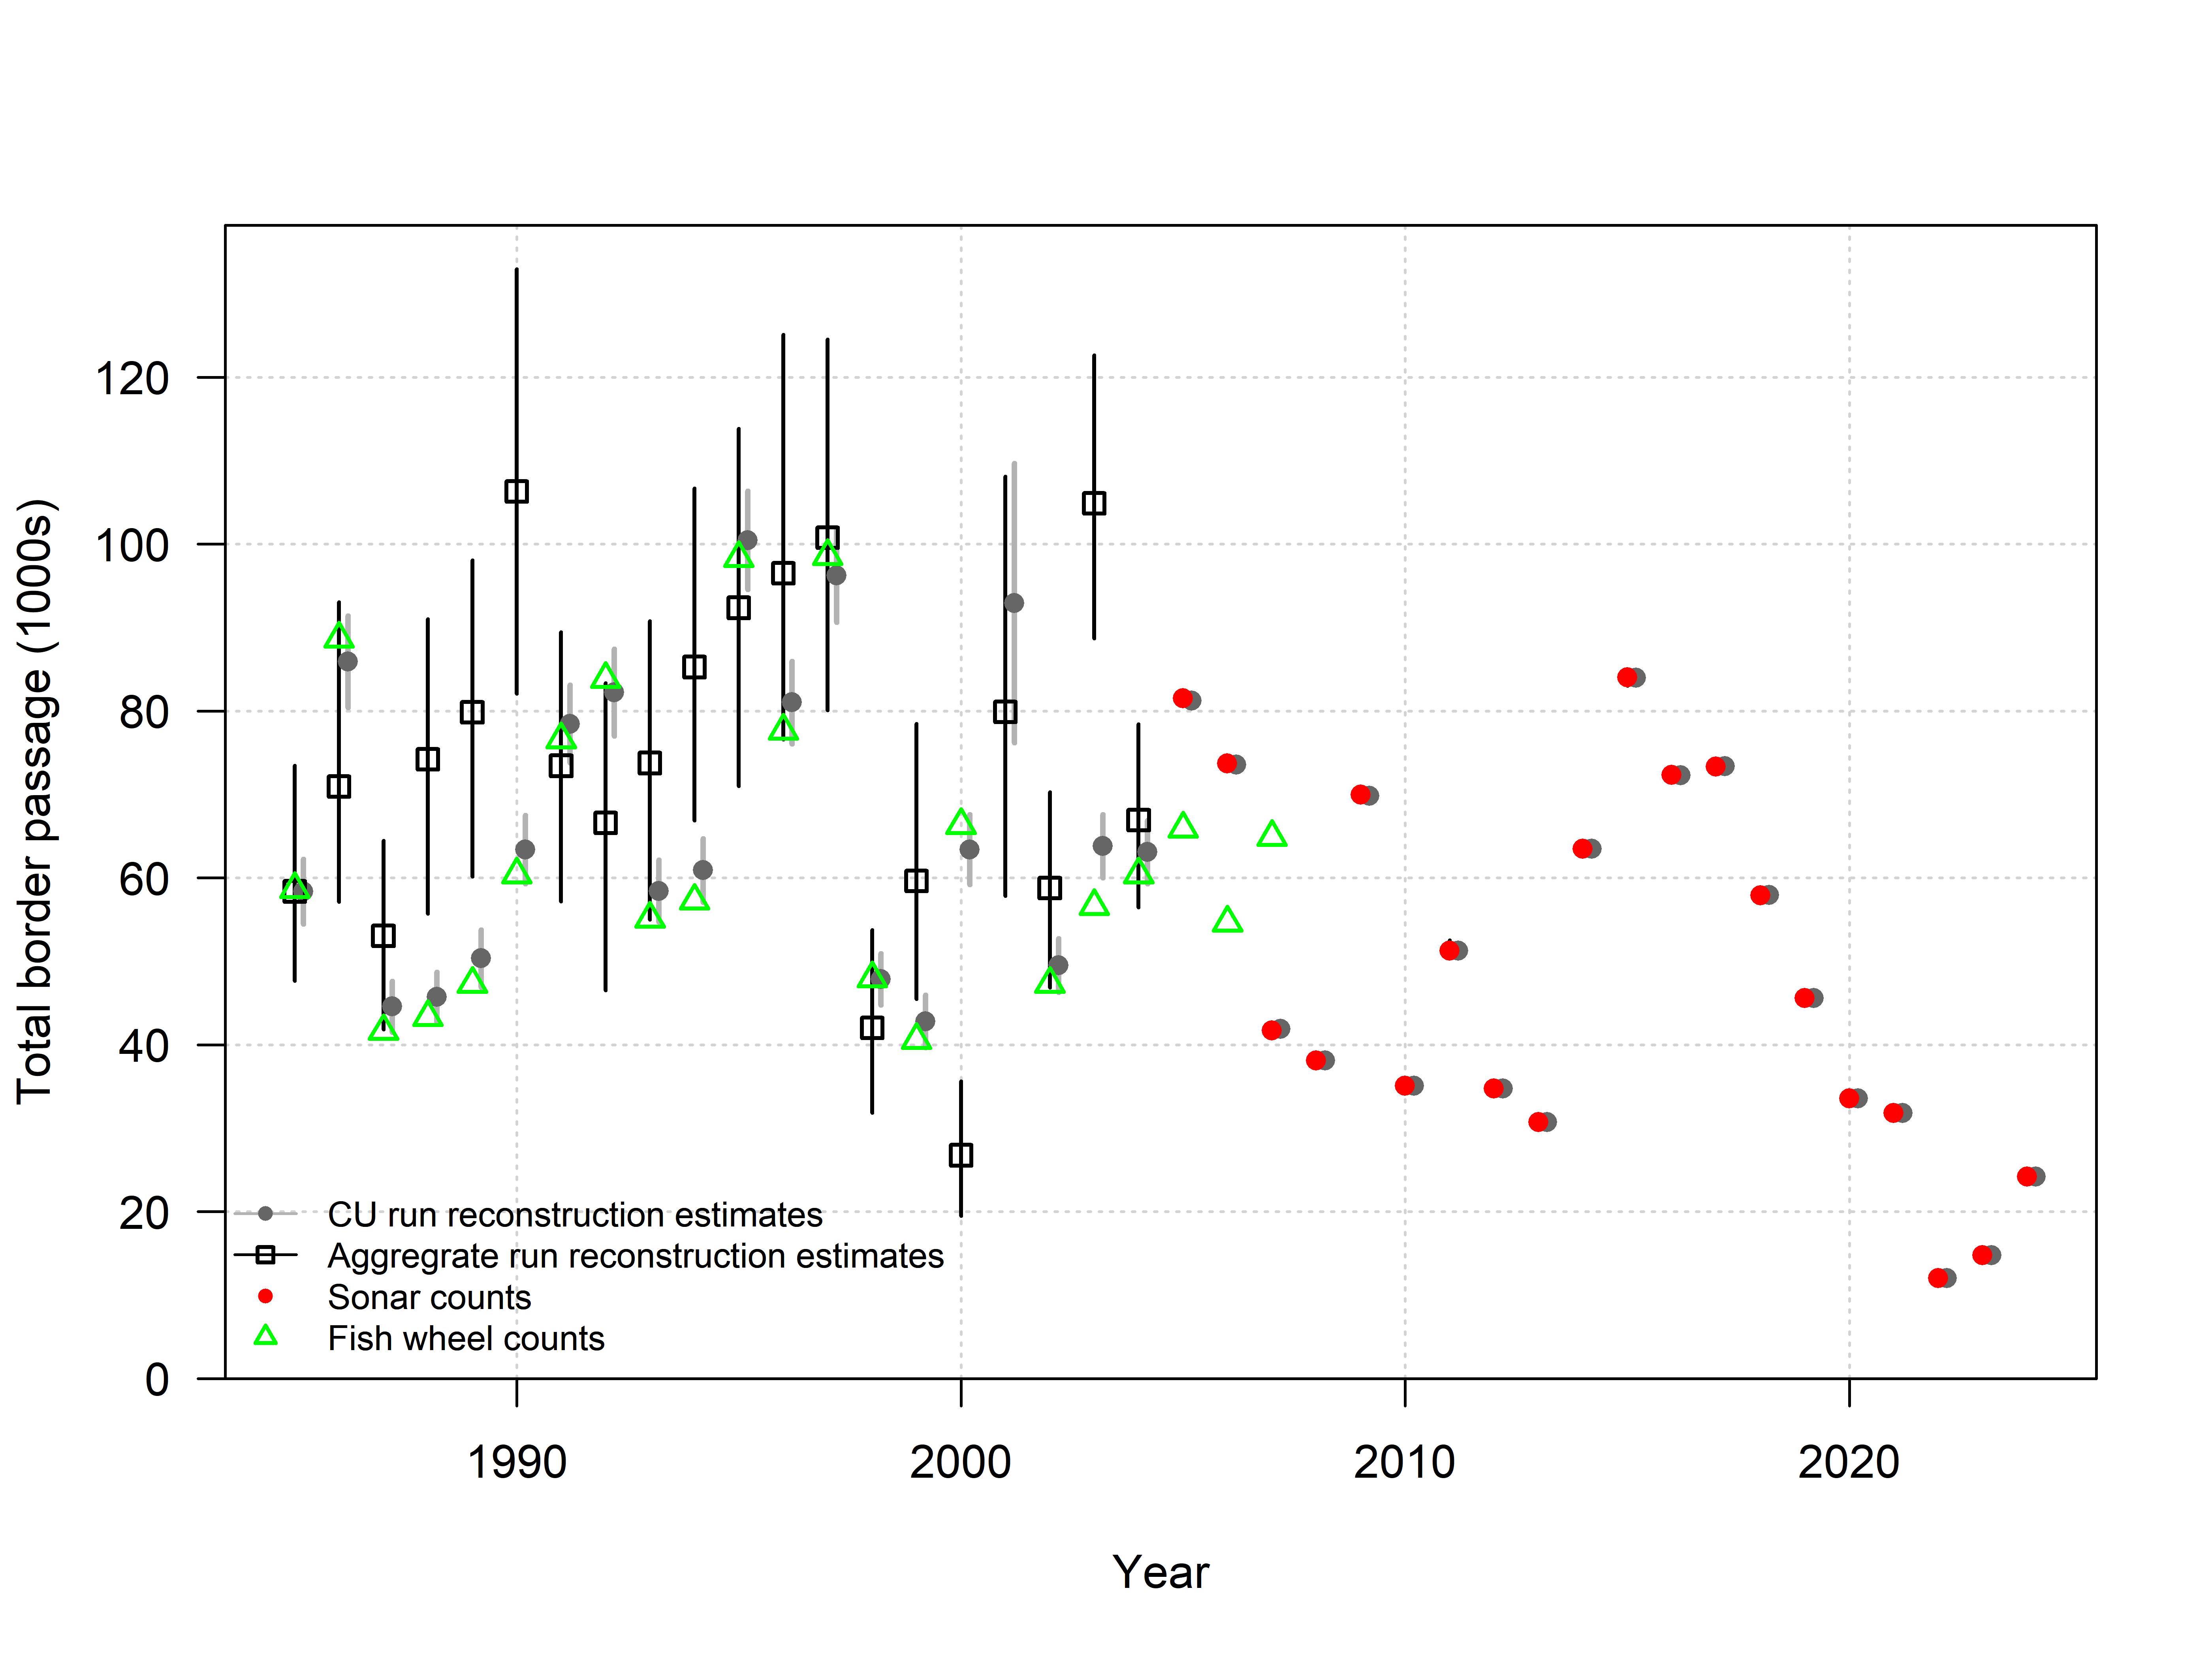 Total border passage (1000s)
120
100
80
60
40
20
0
CU run reconstruction estimates
Aggregrate run reconstruction estimates
Sonar counts
Fish wheel counts
1990 2000 2010 2020
Year